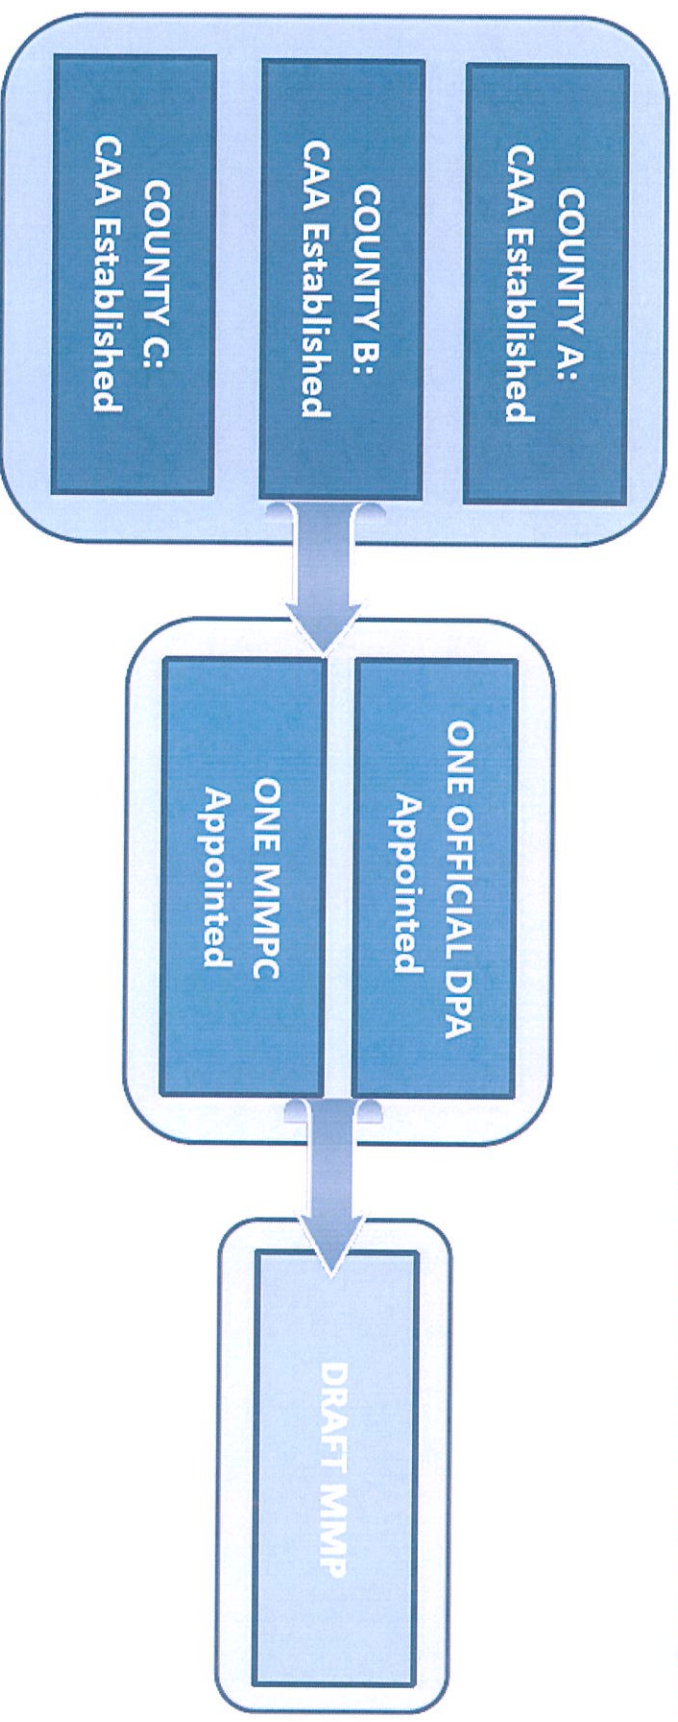 COUNTY A:
CAA Established
COUNTY B:
CAA Established
COUNTY C:
CAA Established
ONE OFFICIAL DPA
Appointed
ONE MMPC
Appointed
DRAFT MMP